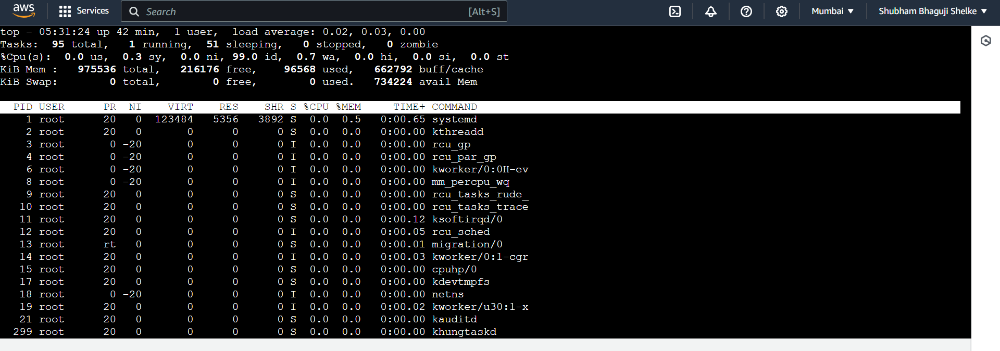 aws Services Search [Alt+S] Mumbai Shubham Bhaguji Shelke
top - 05:31:24 up 42 min,  1 user,  load average: 0.02, 0.03, 0.00
Tasks:  95 total,   1 running,  51 sleeping,   0 stopped,   0 zombie
%Cpu(s):  0.0 us,  0.3 sy,  0.0 ni, 99.0 id,  0.7 wa,  0.0 hi,  0.0 si,  0.0 st
KiB Mem :   975536 total,   216176 free,    96568 used,   662792 buff/cache
KiB Swap:        0 total,        0 free,        0 used.   734224 avail Mem
PID USER PR NI VIRT RES SHR S %CPU %MEM TIME+ COMMAND
1 root 20 0 123484 5356 3892 S 0.0 0.5 0:00.65 systemd
2 root 20 0 0 0 0 S 0.0 0.0 0:00.00 kthreadd
3 root 0 -20 0 0 0 I 0.0 0.0 0:00.00 rcu_gp
4 root 0 -20 0 0 0 I 0.0 0.0 0:00.00 rcu_par_gp
6 root 0 -20 0 0 0 I 0.0 0.0 0:00.00 kworker/0:0H-ev
8 root 0 -20 0 0 0 I 0.0 0.0 0:00.00 mm_percpu_wq
9 root 20 0 0 0 0 S 0.0 0.0 0:00.00 rcu_tasks_rude_
10 root 20 0 0 0 0 S 0.0 0.0 0:00.00 rcu_tasks_trace
11 root 20 0 0 0 0 S 0.0 0.0 0:00.12 ksoftirqd/0
12 root 20 0 0 0 0 I 0.0 0.0 0:00.05 rcu_sched
13 root rt 0 0 0 0 S 0.0 0.0 0:00.01 migration/0
14 root 20 0 0 0 0 I 0.0 0.0 0:00.03 kworker/0:1-cgr
15 root 20 0 0 0 0 S 0.0 0.0 0:00.00 cpuhp/0
17 root 20 0 0 0 0 S 0.0 0.0 0:00.00 kdevtmpfs
18 root 0 -20 0 0 0 I 0.0 0.0 0:00.00 netns
19 root 20 0 0 0 0 I 0.0 0.0 0:00.02 kworker/u30:1-x
21 root 20 0 0 0 0 S 0.0 0.0 0:00.00 kauditd
299 root 20 0 0 0 0 S 0.0 0.0 0:00.00 khungtaskd